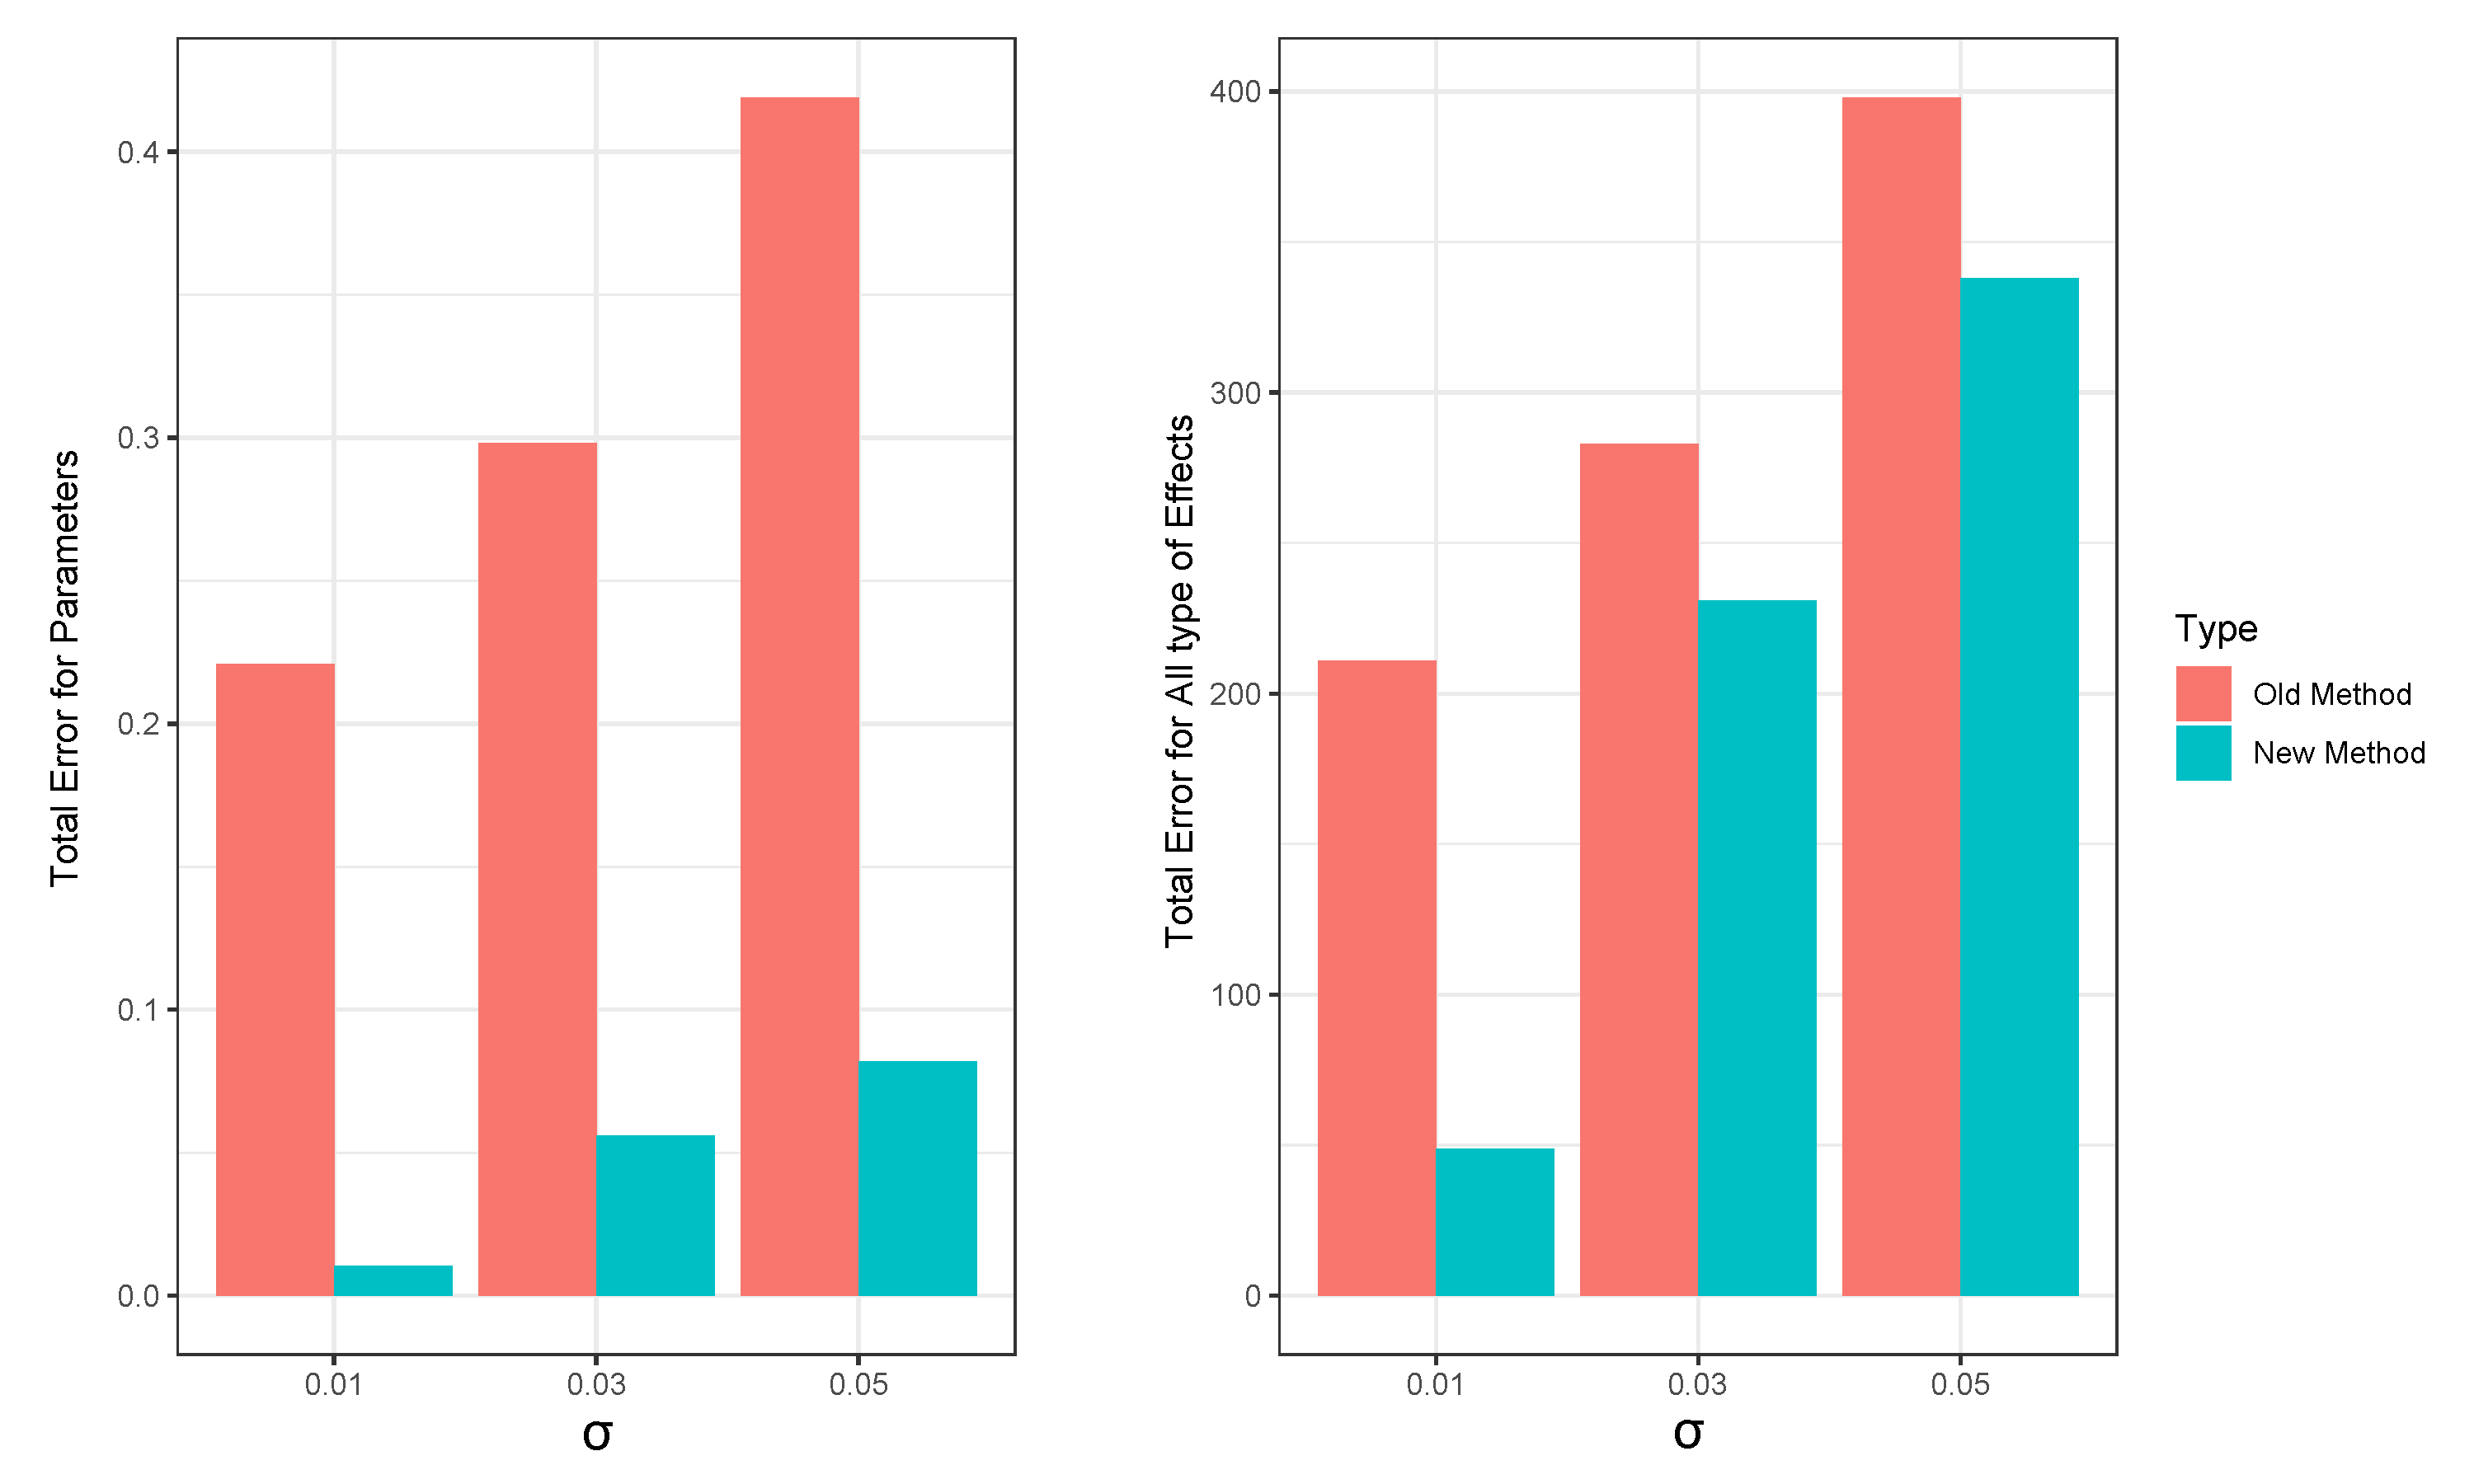 Total Error for Parameters
0.4
0.3
0.2
0.1
0.0
0.01 0.03 0.05
σ
Total Error for All type of Effects
400
300
200
100
0
0.01 0.03 0.05
σ
Type
Old Method
New Method